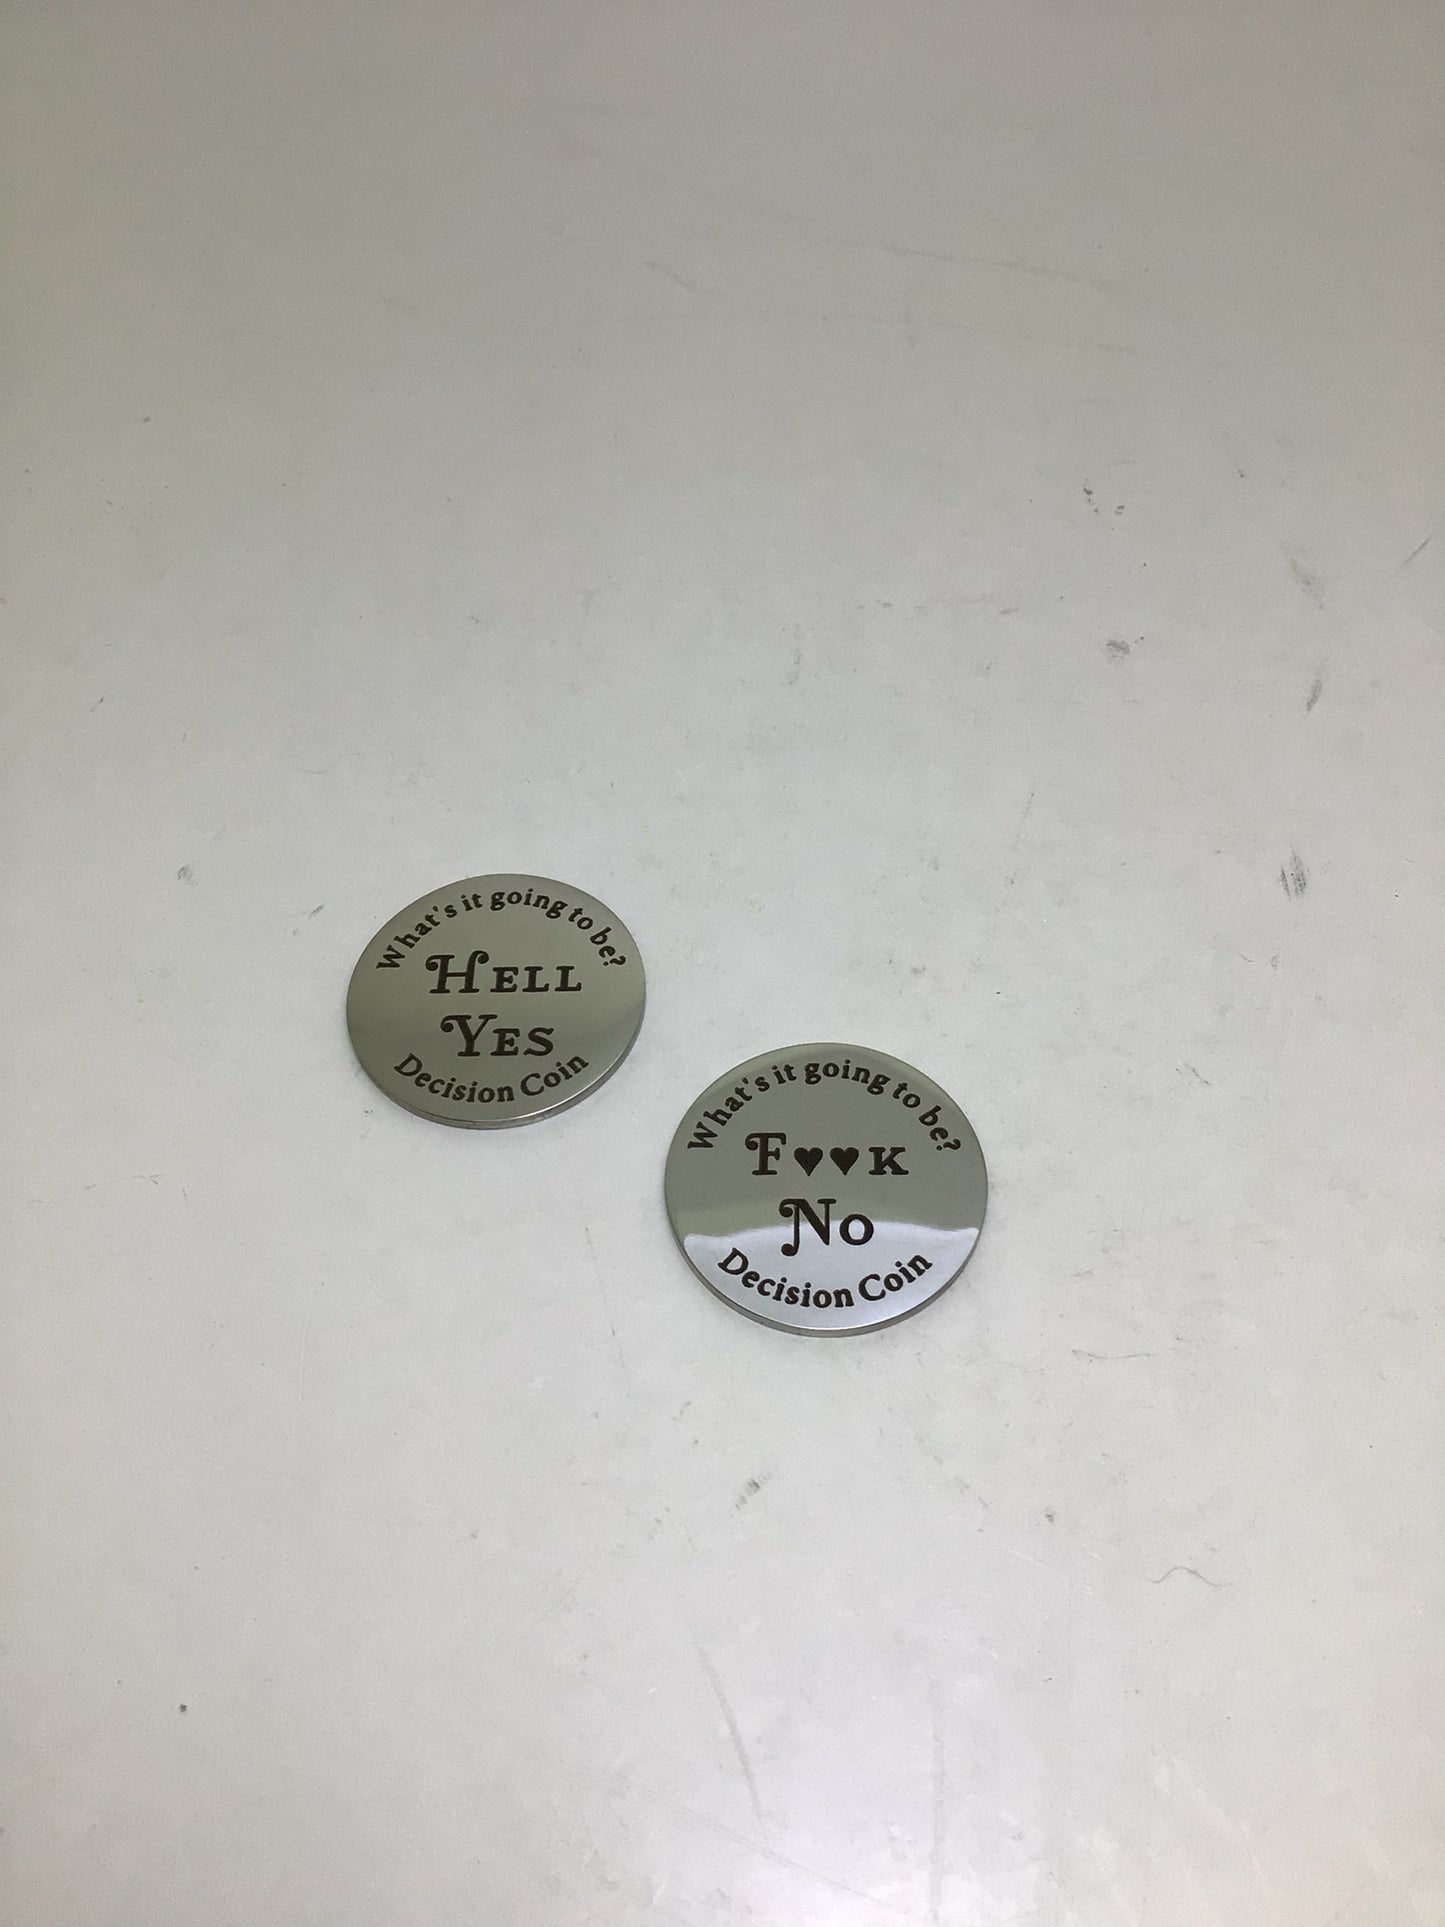 What's it going to be?
HELL
YES
Decision Coin
What's it going to be?
F♥♥K
NO
Decision Coin